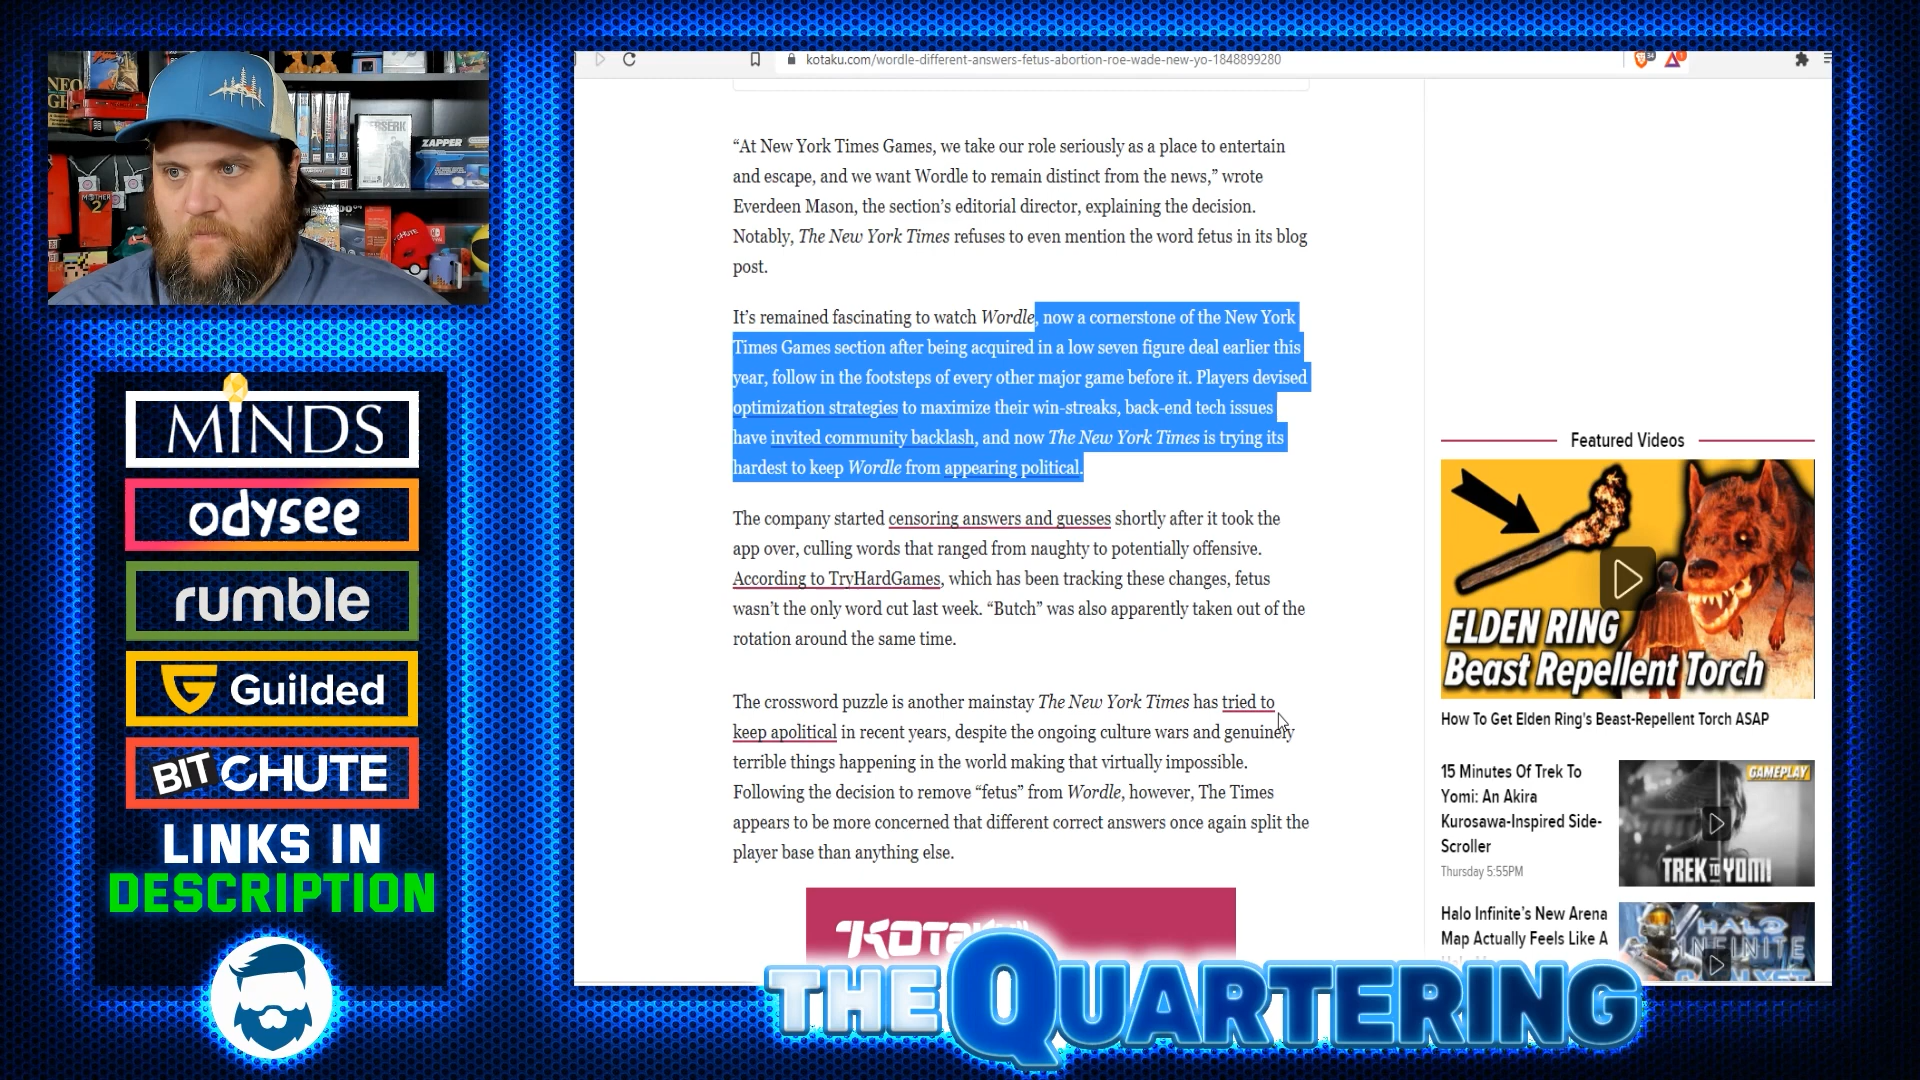 kotaku.com/wordle-different-answers-fetus-abortion-roe-wade-new-yo-1848899280
NEO
GE
BERSERK
ZAPPER
MOTHER
2
MINDS
odysee
rumble
Guilded
BITCHUTE
LINKS IN
DESCRIPTION
“At New York Times Games, we take our role seriously as a place to entertain
and escape, and we want Wordle to remain distinct from the news,” wrote
Everdeen Mason, the section’s editorial director, explaining the decision.
Notably, The New York Times refuses to even mention the word fetus in its blog
post.
It’s remained fascinating to watch Wordle, now a cornerstone of the New York
Times Games section after being acquired in a low seven figure deal earlier this
year, follow in the footsteps of every other major game before it. Players devised
optimization strategies to maximize their win-streaks, back-end tech issues
have invited community backlash, and now The New York Times is trying its
hardest to keep Wordle from appearing political.
The company started censoring answers and guesses shortly after it took the
app over, culling words that ranged from naughty to potentially offensive.
According to TryHardGames, which has been tracking these changes, fetus
wasn’t the only word cut last week. “Butch” was also apparently taken out of the
rotation around the same time.
The crossword puzzle is another mainstay The New York Times has tried to
keep apolitical in recent years, despite the ongoing culture wars and genuinely
terrible things happening in the world making that virtually impossible.
Following the decision to remove “fetus” from Wordle, however, The Times
appears to be more concerned that different correct answers once again split the
player base than anything else.
KOTAKU
THE QUARTERING
Featured Videos
ELDEN RING
Beast Repellent Torch
How To Get Elden Ring's Beast-Repellent Torch ASAP
15 Minutes Of Trek To
Yomi: An Akira
Kurosawa-Inspired Side-
Scroller
Thursday 5:55PM
GAMEPLAY
TREK TO YOMI
Halo Infinite’s New Arena
Map Actually Feels Like A
HALO
INFINITE